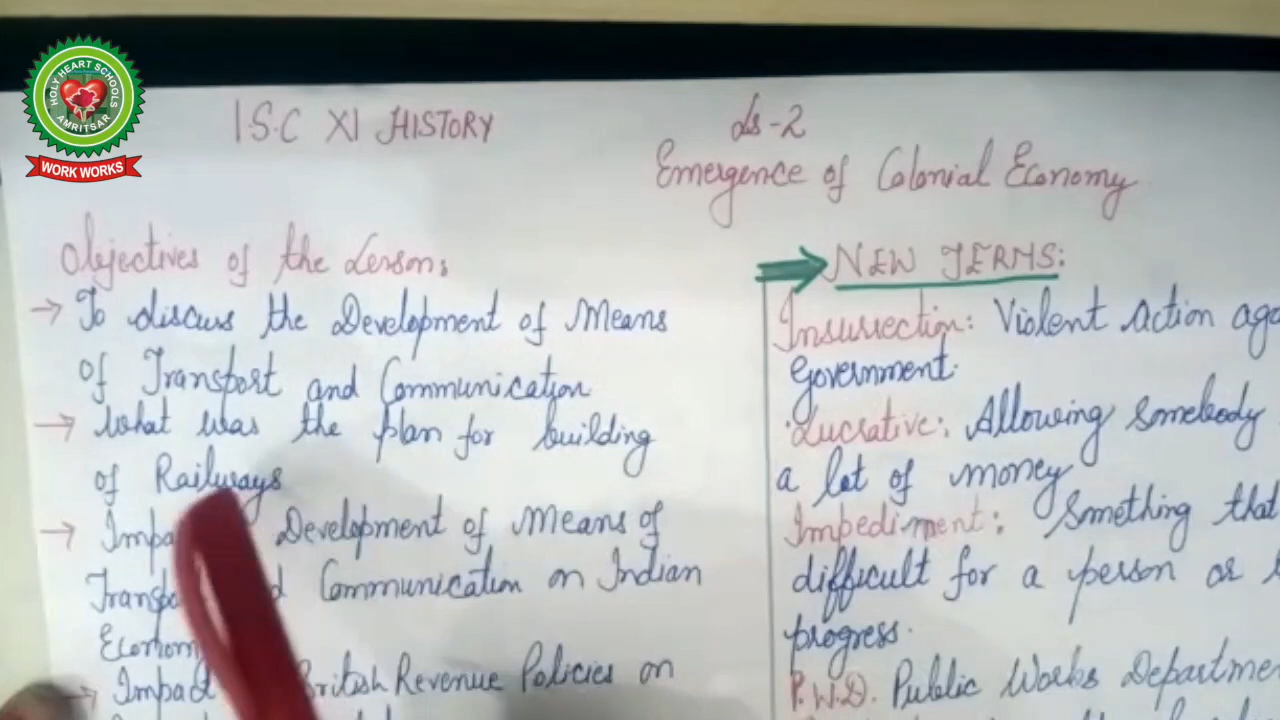 HOLY HEART SCHOOLS
AMRITSAR
WORK WORKS
I.S.C XI HISTORY
Ls-2
Emergence of Colonial Economy
Objectives of the Lesson:
→ To discuss the Development of Means
of Transport and Communication
→ What was the plan for building
of Railways
→ Development of Means of
Communication on Indian
→ Impact British Revenue Policies on
NEW TERMS:
Insurrection: Violent Action
Government.
Lucrative: Allowing Somebody
a lot of money
Impediment: Something that
difficult for a person or
progress.
P.W.D. Public Works